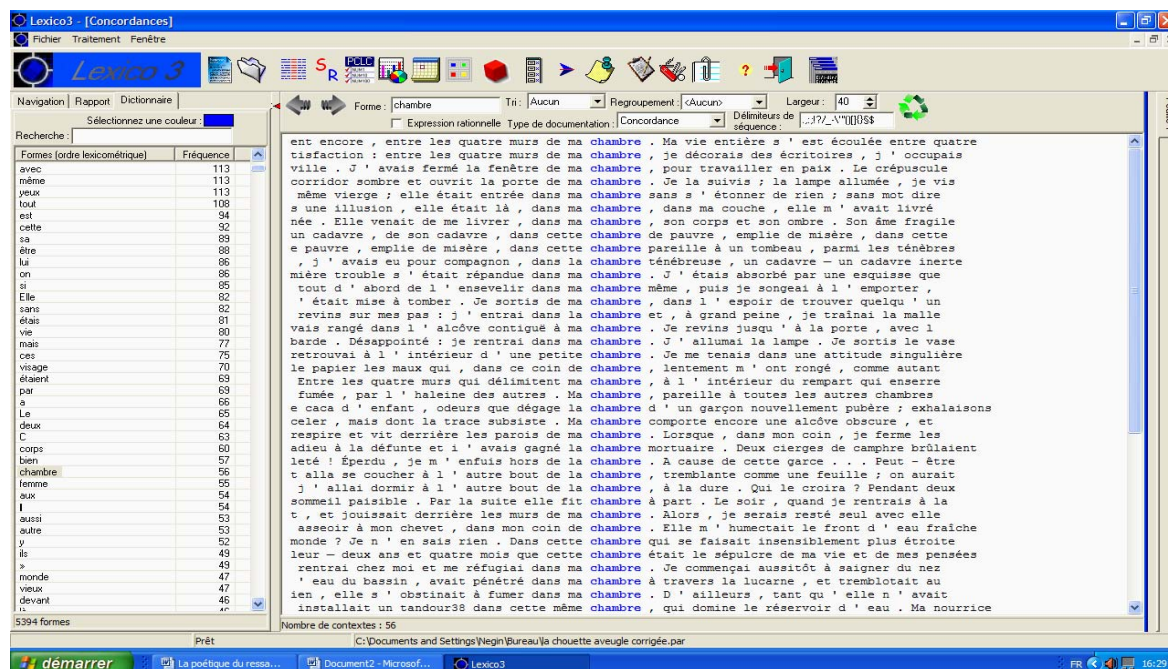 Lexico3 - [Concordances]
Fichier Traitement Fenêtre
Lexico 3
S R
PCLC
?
Navigation Rapport Dictionnaire
Forme : chambre Tri : Aucun Regroupement : <Aucun> Largeur : 40
Sélectionnez une couleur :
Expression rationnelle Type de documentation : Concordance Délimiteurs de séquence :
Recherche :
Formes (ordre lexicométrique) Fréquence
avec 113
même 113
yeux 113
tout 108
est 94
cette 92
sa 89
être 88
lui 86
on 86
si 85
Elle 82
sans 82
étais 81
vie 80
mais 77
ces 75
visage 70
étaient 69
par 69
a 66
Le 65
deux 64
C 63
corps 60
bien 57
chambre 56
femme 55
aux 54
l 54
aussi 53
autre 53
y 52
ils 49
» 49
monde 47
vieux 47
devant 46
5394 formes
ent encore , entre les quatre murs de ma chambre . Ma vie entière s ' est écoulée entre quatre
tisfaction : entre les quatre murs de ma chambre , je décorais des écritoires , j ' occupais
ville . J ' avais fermé la fenêtre de ma chambre , pour travailler en paix . Le crépuscule
corridor sombre et ouvrit la porte de ma chambre . Je la suivis ; la lampe allumée , je vis
même vierge ; elle était entrée dans ma chambre sans s ' étonner de rien ; sans mot dire
s une illusion , elle était là , dans ma chambre , dans ma couche , elle m ' avait livré
née . Elle venait de me livrer , dans ma chambre , son corps et son ombre . Son âme fragile
un cadavre , de son cadavre , dans cette chambre de pauvre , emplie de misère , dans cette
e pauvre , emplie de misère , dans cette chambre pareille à un tombeau , parmi les ténèbres
, j ' avais eu pour compagnon , dans la chambre ténébreuse , un cadavre — un cadavre inerte
mière trouble s ' était répandue dans ma chambre . J ' étais absorbé par une esquisse que
tout d ' abord de l ' ensevelir dans ma chambre même , puis je songeai à l ' emporter ,
' était mise à tomber . Je sortis de ma chambre , dans l ' espoir de trouver quelqu ' un
revins sur mes pas : j ' entrai dans ma chambre et , à grand peine , je traînai la malle
vais rangé dans l ' alcôve contiguë à ma chambre . Je revins jusqu ' à la porte , avec l
barde . Désappointé : je rentrai dans ma chambre . J ' allumai la lampe . Je sortis le vase
retrouvai à l ' intérieur d ' une petite chambre . Je me tenais dans une attitude singulière
le papier les maux qui , dans ce coin de chambre , lentement m ' ont rongé , comme autant
Entre les quatre murs qui délimitent ma chambre , à l ' intérieur du rempart qui enserre
fumée , par l ' haleine des autres . Ma chambre , pareille à toutes les autres chambres
e caca d ' enfant , odeurs que dégage la chambre d ' un garçon nouvellement pubère ; exhalaisons
celer , mais dont la trace subsiste . Ma chambre comporte encore une alcôve obscure , et
respire et vit derrière les parois de ma chambre . Lorsque , dans mon coin , je ferme les
adieu à la défunte et i ' avais gagné la chambre mortuaire . Deux cierges de camphre brûlaient
leté ! Éperdu , je m ' enfuis hors de la chambre . A cause de cette garce . . . Peut - être
t alla se coucher à l ' autre bout de la chambre , tremblante comme une feuille ; on aurait
j ' allai dormir à l ' autre bout de la chambre , à la dure . Qui le croira ? Pendant deux
sommeil paisible . Par la suite elle fit chambre à part . Le soir , quand je rentrais à la
t , et jouissait derrière les murs de ma chambre . Alors , je serais resté seul avec elle
asseoir à mon chevet , dans mon coin de chambre . Elle m ' humectait le front d ' eau fraîche
monde ? Je n ' en sais rien . Dans cette chambre qui se faisait insensiblement plus étroite
leur — deux ans et quatre mois que cette chambre était le sépulcre de ma vie et de mes pensées
rentrai chez moi et me réfugiai dans ma chambre . Je commençai aussitôt à saigner du nez
' eau du bassin , avait pénétré dans ma chambre à travers la lucarne , et tremblotait au
ien , elle s ' obstinait à fumer dans ma chambre . D ' ailleurs , tant qu ' elle n ' avait
installait un tandour38 dans cette même chambre , qui domine le réservoir d ' eau . Ma nourrice
Nombre de contextes : 56
Prêt C:\Documents and Settings\Negin\Bureau\la chouette aveugle corrigée.par
démarrer La poétique du ressa... Document2 - Microsof... Lexico3 FR 16:29